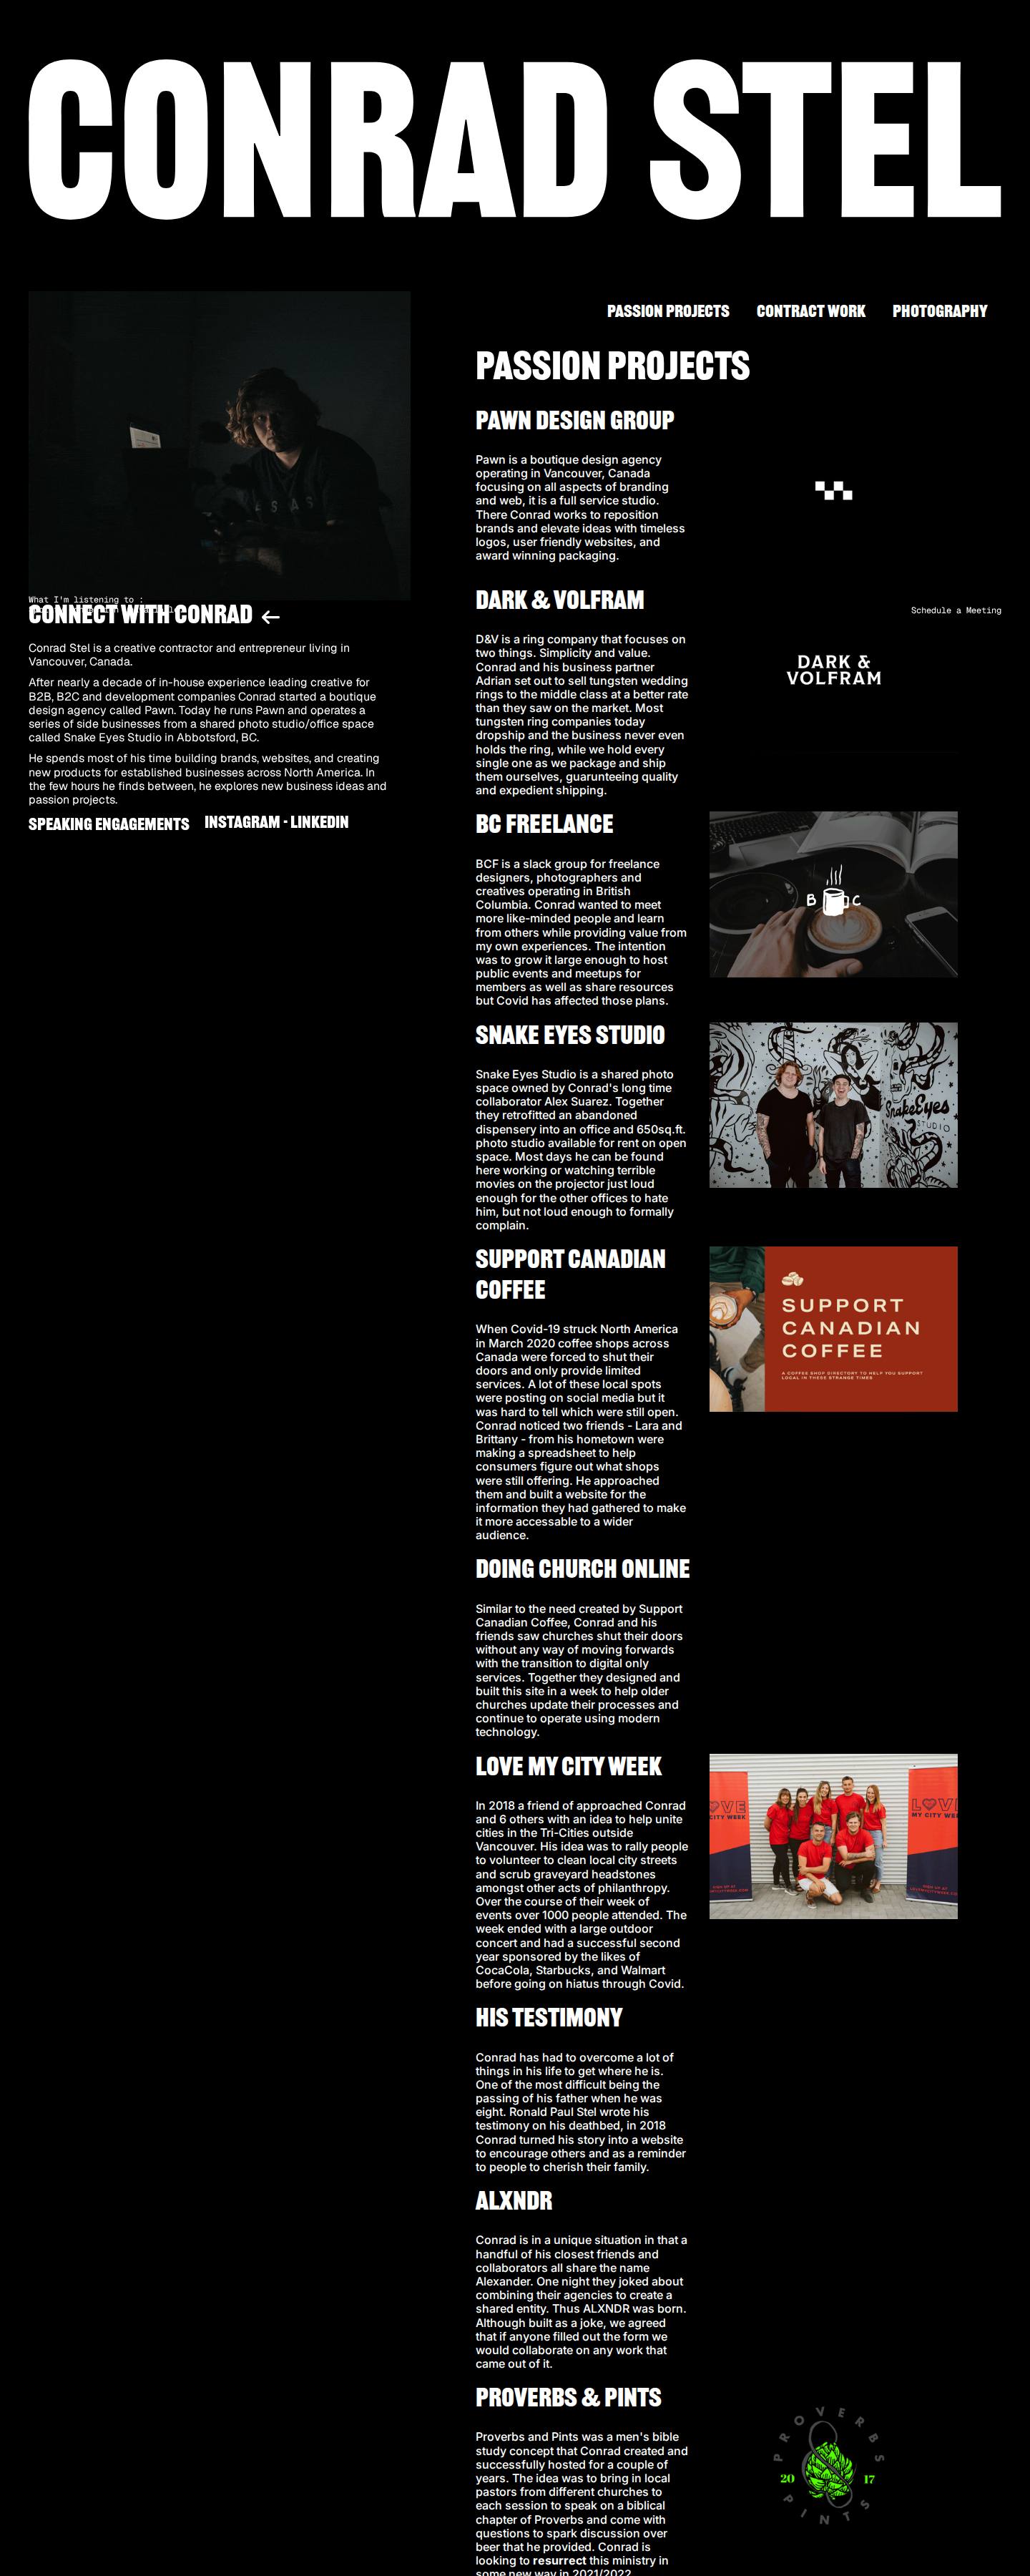 CONRAD STEL
What I'm listening to :
CONNECT WITH CONRAD ←
Conrad Stel is a creative contractor and entrepreneur living in
Vancouver, Canada.
After nearly a decade of in-house experience leading creative for
B2B, B2C and development companies Conrad started a boutique
design agency called Pawn. Today he runs Pawn and operates a
series of side businesses from a shared photo studio/office space
called Snake Eyes Studio in Abbotsford, BC.
He spends most of his time building brands, websites, and creating
new products for established businesses across North America. In
the few hours he finds between, he explores new business ideas and
passion projects.
SPEAKING ENGAGEMENTS INSTAGRAM - LINKEDIN
PASSION PROJECTS CONTRACT WORK PHOTOGRAPHY
PASSION PROJECTS
PAWN DESIGN GROUP
Pawn is a boutique design agency
operating in Vancouver, Canada
focusing on all aspects of branding
and web, it is a full service studio.
There Conrad works to reposition
brands and elevate ideas with timeless
logos, user friendly websites, and
award winning packaging.
DARK & VOLFRAM
Schedule a Meeting
D&V is a ring company that focuses on
two things. Simplicity and value.
Conrad and his business partner
Adrian set out to sell tungsten wedding
rings to the middle class at a better rate
than they saw on the market. Most
tungsten ring companies today
dropship and the business never even
holds the ring, while we hold every
single one as we package and ship
them ourselves, guarunteeing quality
and expedient shipping.
DARK &
VOLFRAM
BC FREELANCE
BCF is a slack group for freelance
designers, photographers and
creatives operating in British
Columbia. Conrad wanted to meet
more like-minded people and learn
from others while providing value from
my own experiences. The intention
was to grow it large enough to host
public events and meetups for
members as well as share resources
but Covid has affected those plans.
B C
SNAKE EYES STUDIO
Snake Eyes Studio is a shared photo
space owned by Conrad's long time
collaborator Alex Suarez. Together
they retrofitted an abandoned
dispensery into an office and 650sq.ft.
photo studio available for rent on open
space. Most days he can be found
here working or watching terrible
movies on the projector just loud
enough for the other offices to hate
him, but not loud enough to formally
complain.
SnakeEyes
STUDIO
SUPPORT CANADIAN
COFFEE
When Covid-19 struck North America
in March 2020 coffee shops across
Canada were forced to shut their
doors and only provide limited
services. A lot of these local spots
were posting on social media but it
was hard to tell which were still open.
Conrad noticed two friends - Lara and
Brittany - from his hometown were
making a spreadsheet to help
consumers figure out what shops
were still offering. He approached
them and built a website for the
information they had gathered to make
it more accessable to a wider
audience.
SUPPORT
CANADIAN
COFFEE
A COFFEE SHOP DIRECTORY TO HELP YOU SUPPORT
LOCAL IN THESE STRANGE TIMES
DOING CHURCH ONLINE
Similar to the need created by Support
Canadian Coffee, Conrad and his
friends saw churches shut their doors
without any way of moving forwards
with the transition to digital only
services. Together they designed and
built this site in a week to help older
churches update their processes and
continue to operate using modern
technology.
LOVE MY CITY WEEK
In 2018 a friend of approached Conrad
and 6 others with an idea to help unite
cities in the Tri-Cities outside
Vancouver. His idea was to rally people
to volunteer to clean local city streets
and scrub graveyard headstones
amongst other acts of philanthropy.
Over the course of their week of
events over 1000 people attended. The
week ended with a large outdoor
concert and had a successful second
year sponsored by the likes of
CocaCola, Starbucks, and Walmart
before going on hiatus through Covid.
OVE
CITY WEEK
LOV
MY CITY WEEK
HIS TESTIMONY
Conrad has had to overcome a lot of
things in his life to get where he is.
One of the most difficult being the
passing of his father when he was
eight. Ronald Paul Stel wrote his
testimony on his deathbed, in 2018
Conrad turned his story into a website
to encourage others and as a reminder
to people to cherish their family.
ALXNDR
Conrad is in a unique situation in that a
handful of his closest friends and
collaborators all share the name
Alexander. One night they joked about
combining their agencies to create a
shared entity. Thus ALXNDR was born.
Although built as a joke, we agreed
that if anyone filled out the form we
would collaborate on any work that
came out of it.
PROVERBS & PINTS
Proverbs and Pints was a men's bible
study concept that Conrad created and
successfully hosted for a couple of
years. The idea was to bring in local
pastors from different churches to
each session to speak on a biblical
chapter of Proverbs and come with
questions to spark discussion over
beer that he provided. Conrad is
looking to resurrect this ministry in
some new way in 2021/2022
PROVERBS
20 17
PINTS